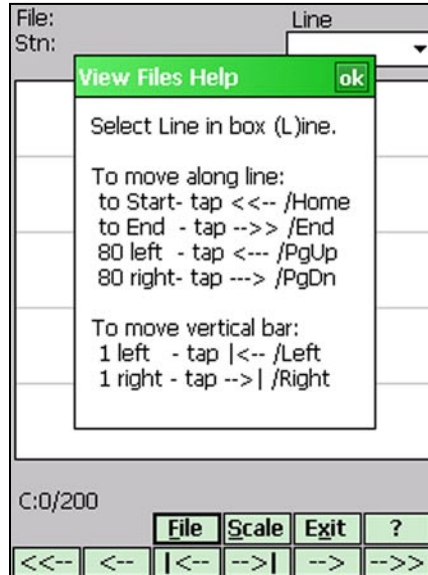 File:
Line
Stn:
View Files Help
ok
Select Line in box (L)ine.
To move along line:
to Start- tap <<-- /Home
to End - tap -->> /End
80 left - tap <--- /PgUp
80 right- tap ---> /PgDn
To move vertical bar:
1 left - tap |<-- /Left
1 right - tap -->| /Right
C:0/200
File Scale Exit ?
<<-- <-- |<-- -->| --> -->>